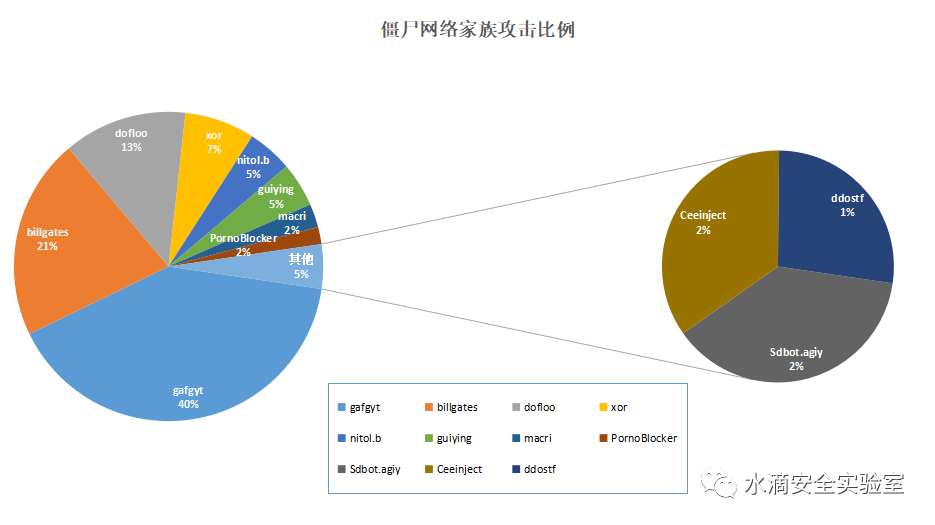 僵尸网络家族攻击比例
dofloo
13%
xor
7%
nitol.b
5%
guiying
5%
macri
2%
PornoBlocker
2%
其他
5%
billgates
21%
gafgyt
40%
Ceeinject
2%
ddostf
1%
Sdbot.agiy
2%
gafgyt billgates dofloo xor
nitol.b guiying macri PornoBlocker
Sdbot.agiy Ceeinject ddostf
水滴安全实验室